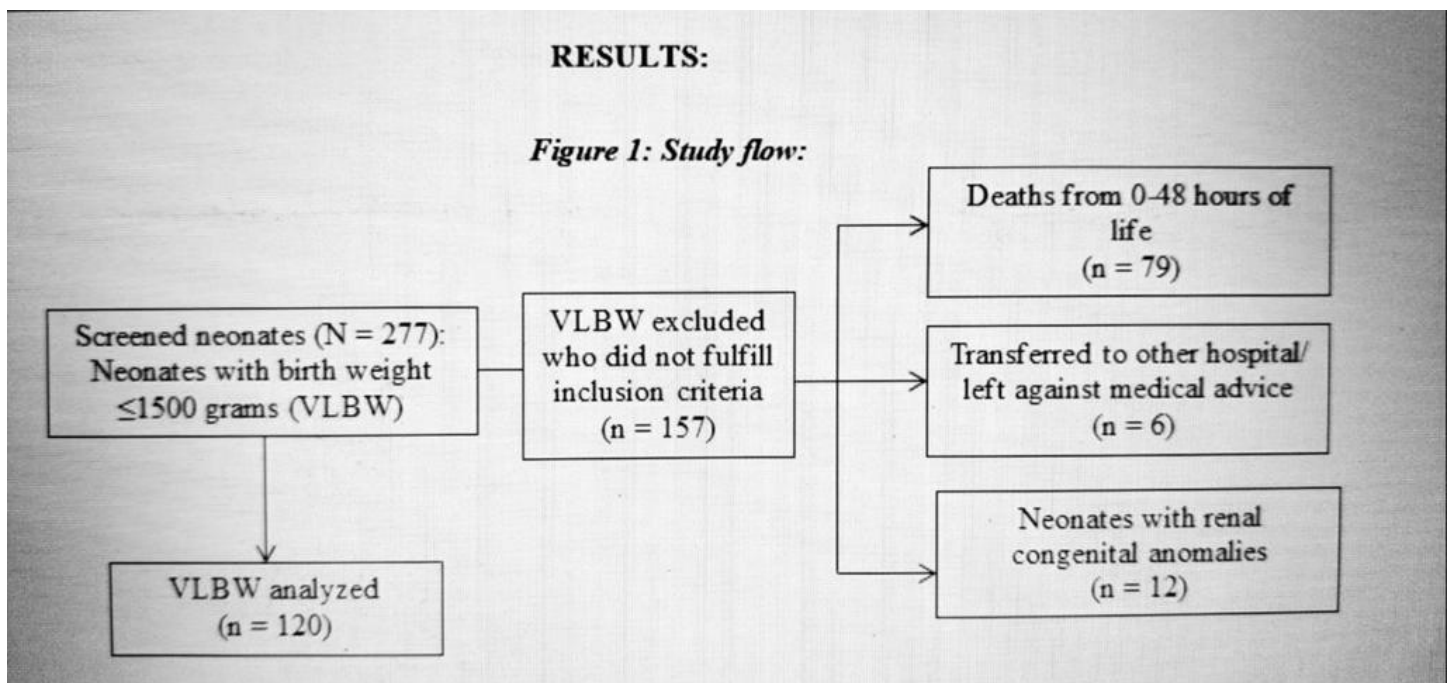 RESULTS:
Figure 1: Study flow:
Screened neonates (N = 277):
Neonates with birth weight
≤1500 grams (VLBW)
VLBW excluded
who did not fulfill
inclusion criteria
(n = 157)
Deaths from 0-48 hours of
life
(n = 79)
Transferred to other hospital/
left against medical advice
(n = 6)
Neonates with renal
congenital anomalies
(n = 12)
VLBW analyzed
(n = 120)